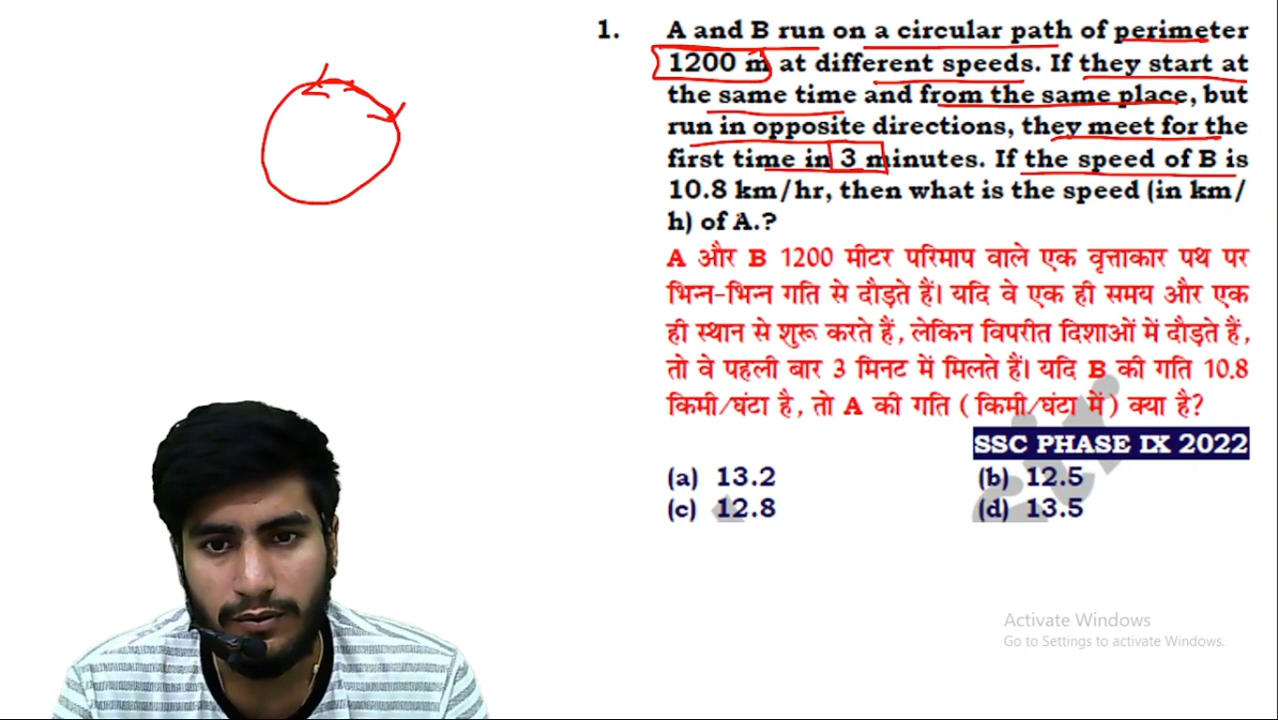 1. A and B run on a circular path of perimeter
1200 m at different speeds. If they start at
the same time and from the same place, but
run in opposite directions, they meet for the
first time in 3 minutes. If the speed of B is
10.8 km/hr, then what is the speed (in km/
h) of A.?
A और B 1200 मीटर परिमाप वाले एक वृत्ताकार पथ पर
भिन्न-भिन्न गति से दौड़ते हैं। यदि वे एक ही समय और एक
ही स्थान से शुरू करते हैं, लेकिन विपरीत दिशाओं में दौड़ते हैं,
तो वे पहली बार 3 मिनट में मिलते हैं। यदि B की गति 10.8
किमी/घंटा है, तो A की गति (किमी/घंटा में) क्या है?
SSC PHASE IX 2022
(a) 13.2 (b) 12.5
(c) 12.8 (d) 13.5
Activate Windows
Go to Settings to activate Windows.